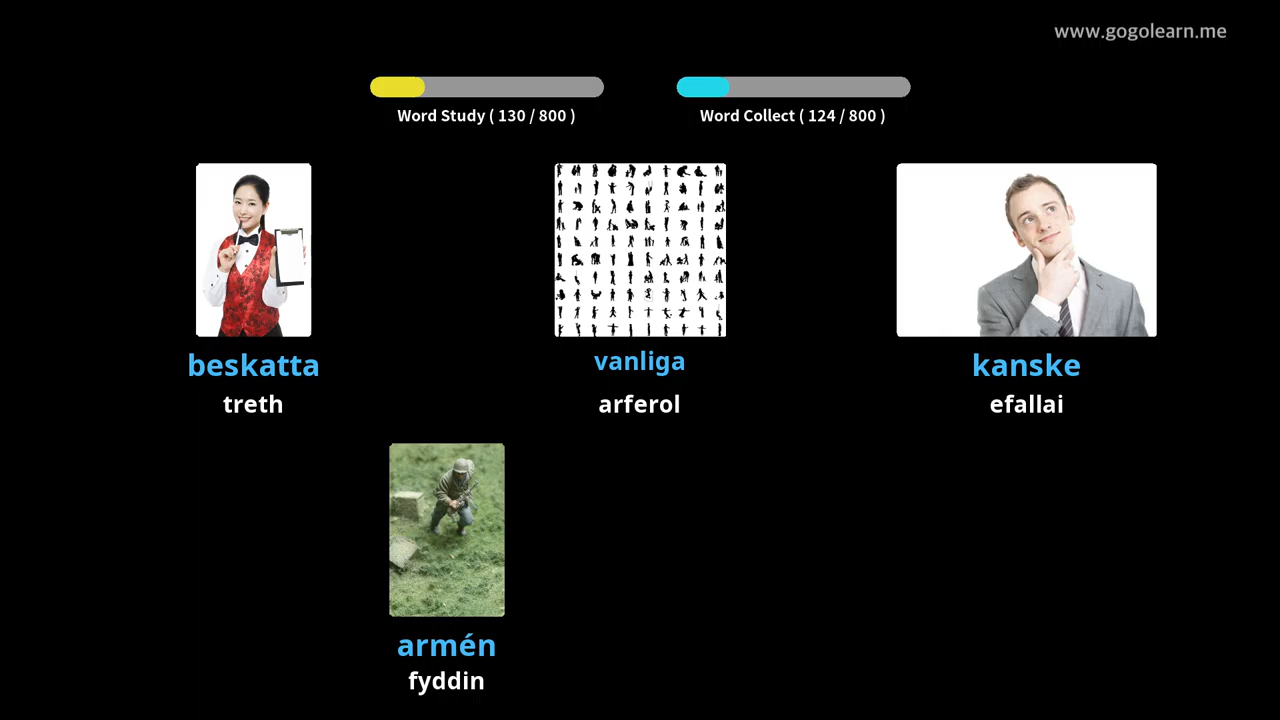 www.gogolearn.me
Word Study ( 130 / 800 )
Word Collect ( 124 / 800 )
beskatta
treth
vanliga
arferol
kanske
efallai
armén
fyddin